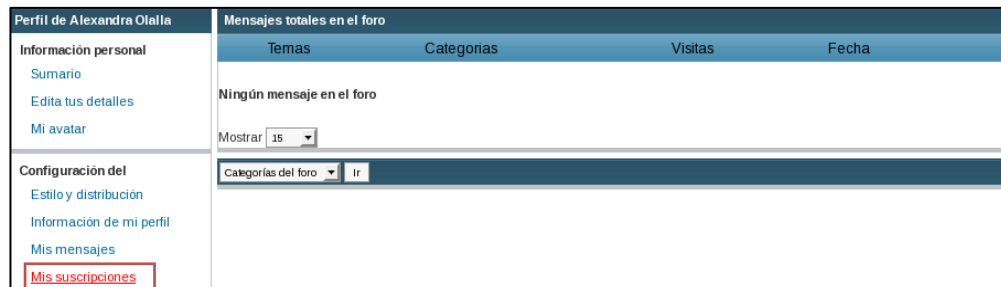 Perfil de Alexandra Olalla
Información personal
Sumario
Edita tus detalles
Mi avatar
Configuración del
Estilo y distribución
Información de mi perfil
Mis mensajes
Mis suscripciones
Mensajes totales en el foro
Temas Categorias Visitas Fecha
Ningún mensaje en el foro
Mostrar 15
Categorías del foro Ir